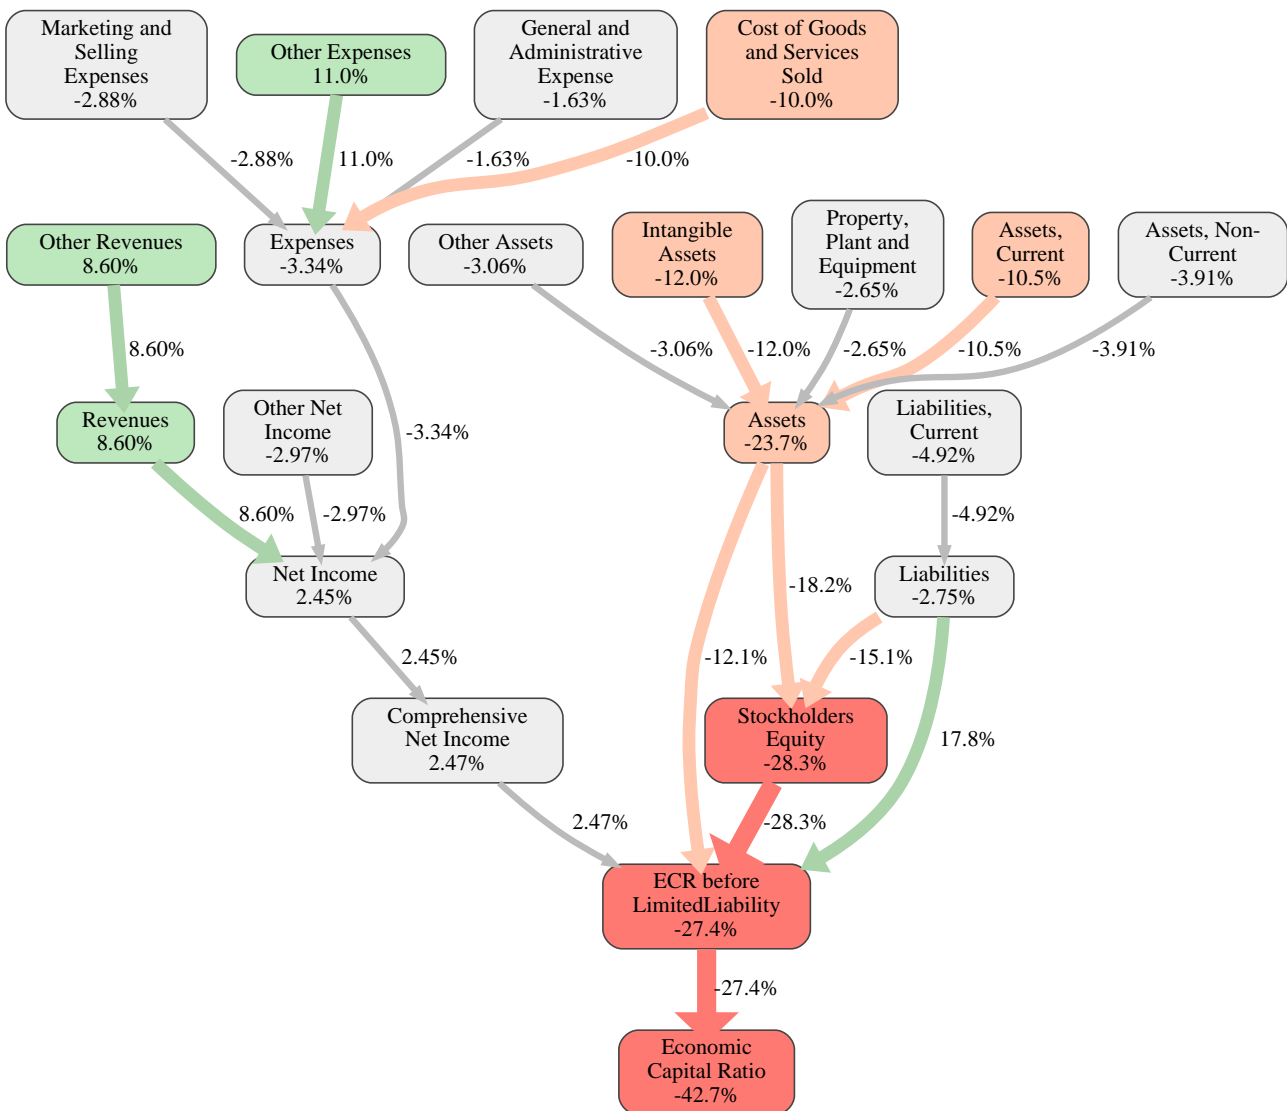 Marketing and
Selling
Expenses
-2.88%
Other Expenses
11.0%
General and
Administrative
Expense
-1.63%
Cost of Goods
and Services
Sold
-10.0%
-2.88%
11.0%
-1.63%
-10.0%
Other Revenues
8.60%
Expenses
-3.34%
Other Assets
-3.06%
Intangible
Assets
-12.0%
Property,
Plant and
Equipment
-2.65%
Assets,
Current
-10.5%
Assets, Non-
Current
-3.91%
8.60%
-3.06%
-12.0%
-2.65%
-10.5%
-3.91%
Revenues
8.60%
Other Net
Income
-2.97%
-3.34%
Assets
-23.7%
Liabilities,
Current
-4.92%
8.60%
-2.97%
-4.92%
Net Income
2.45%
-18.2%
Liabilities
-2.75%
2.45%
-12.1%
-15.1%
Comprehensive
Net Income
2.47%
Stockholders
Equity
-28.3%
17.8%
2.47%
-28.3%
ECR before
LimitedLiability
-27.4%
-27.4%
Economic
Capital Ratio
-42.7%